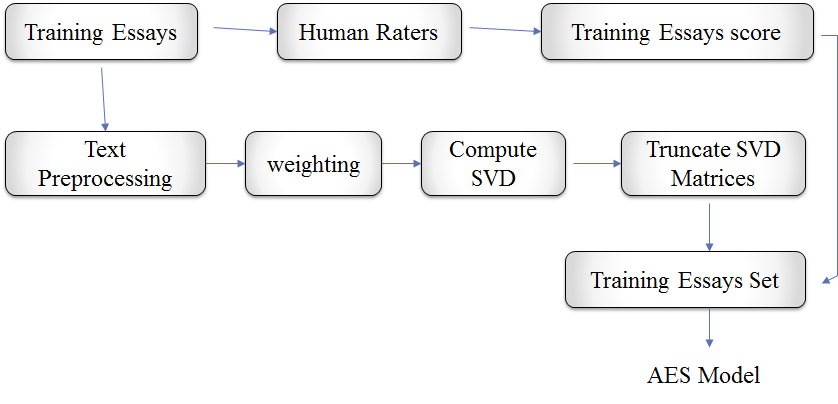 Training Essays
Human Raters
Training Essays score
Text
Preprocessing
weighting
Compute
SVD
Truncate SVD
Matrices
Training Essays Set
AES Model